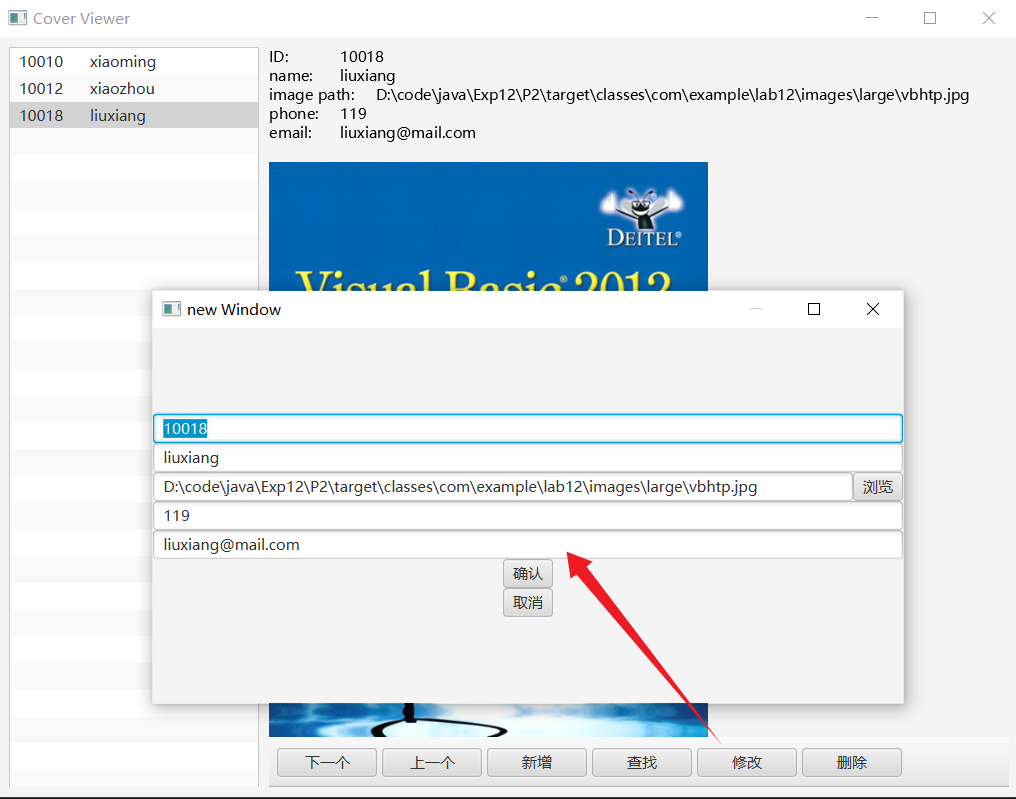 Cover Viewer
10010 xiaoming
10012 xiaozhou
10018 liuxiang
ID: 10018
name: liuxiang
image path: D:\code\java\Exp12\P2\target\classes\com\example\lab12\images\large\vbhtp.jpg
phone: 119
email: liuxiang@mail.com
DEITEL®
Visual Basic® 2012
new Window
10018
liuxiang
D:\code\java\Exp12\P2\target\classes\com\example\lab12\images\large\vbhtp.jpg 浏览
119
liuxiang@mail.com
确认
取消
下一个 上一个 新增 查找 修改 删除